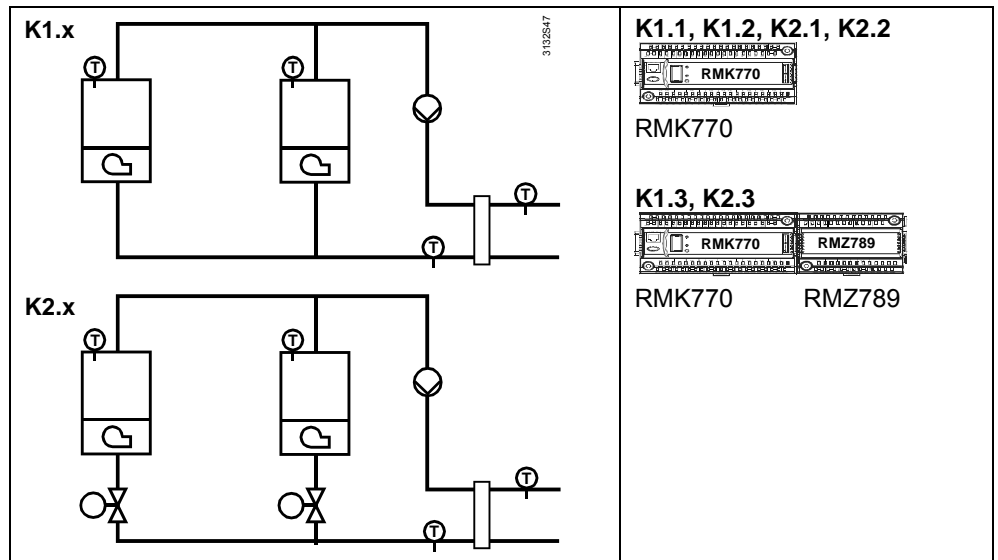 K1.x
3132S47
T
T
T
T
K2.x
T
T
T
T
K1.1, K1.2, K2.1, K2.2
RMK770
RMK770
K1.3, K2.3
RMK770 RMZ789
RMK770 RMZ789